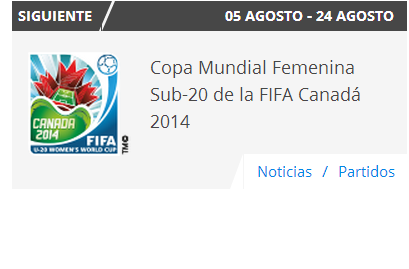 SIGUIENTE
05 AGOSTO - 24 AGOSTO
Copa Mundial Femenina
Sub-20 de la FIFA Canadá
2014
CANADA
2014
FIFA
U-20 WOMEN'S WORLD CUP
TMO
Noticias / Partidos